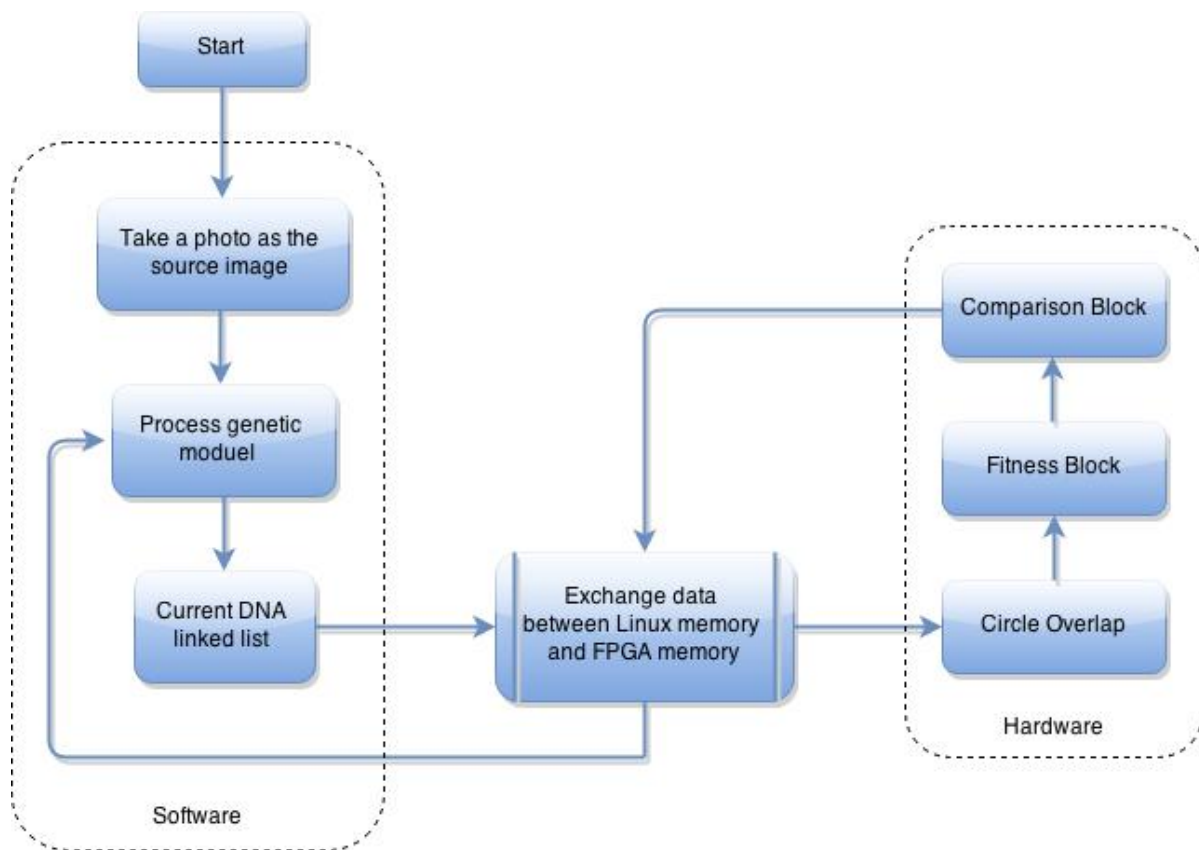 Start
Take a photo as the
source image
Process genetic
moduel
Current DNA
linked list
Software
Exchange data
between Linux memory
and FPGA memory
Comparison Block
Fitness Block
Circle Overlap
Hardware